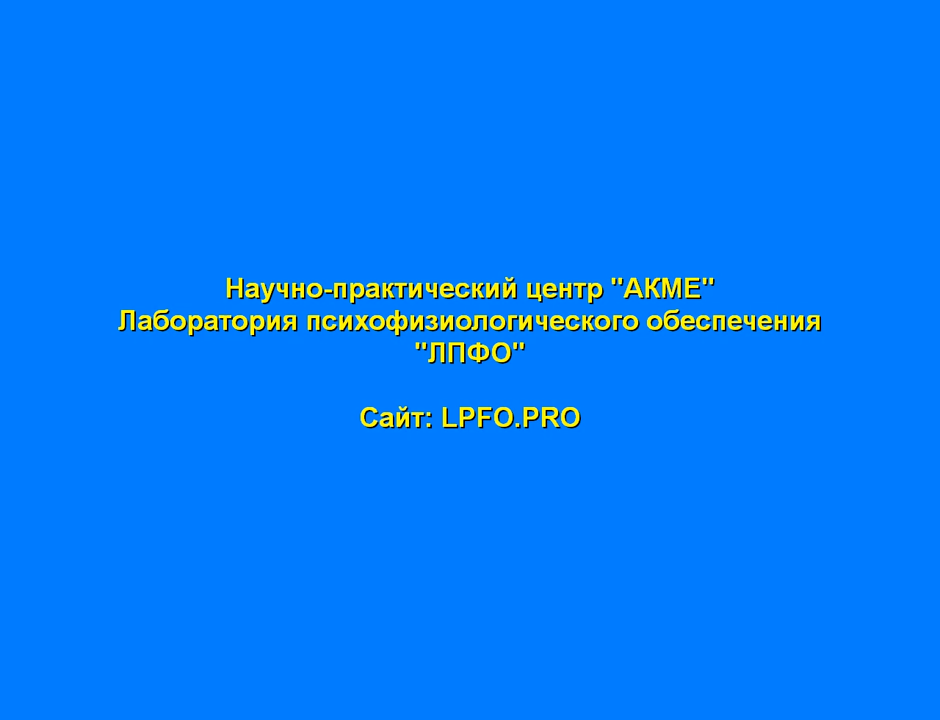 Научно-практический центр "АКМЕ"
Лаборатория психофизиологического обеспечения
"ЛПФО"
Сайт: LPFO.PRO